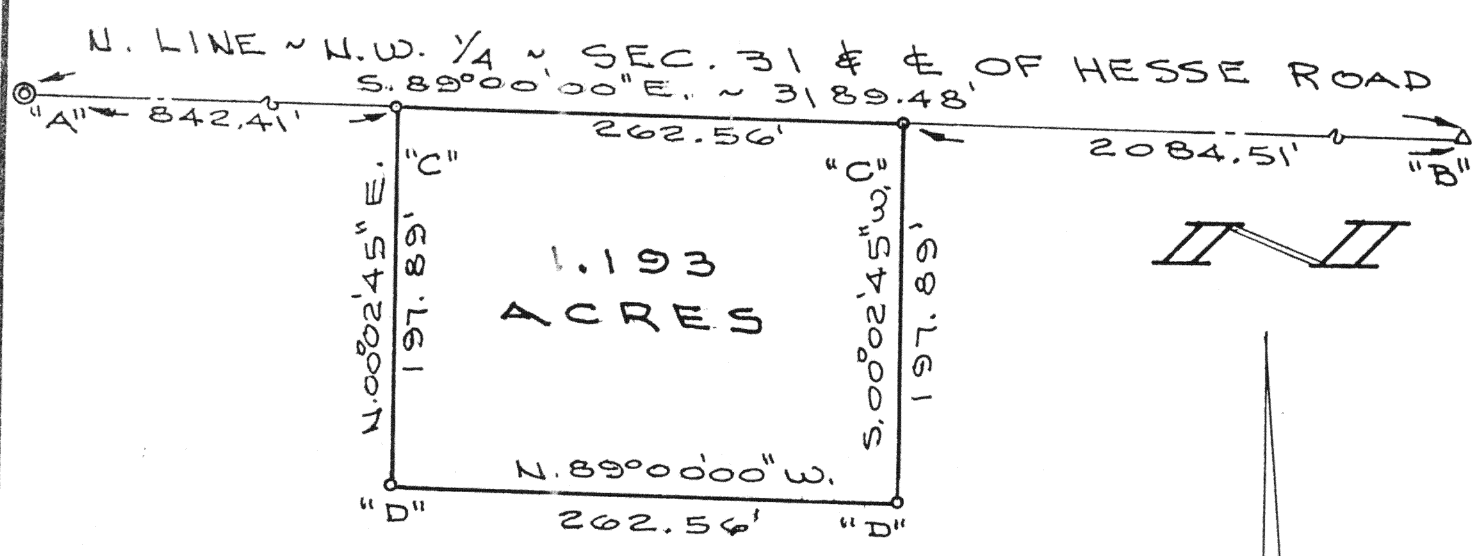 N. LINE ~ N.W. 1/4 ~ SEC. 31 & ℄ OF HESSE ROAD
S. 89°00'00" E. ~ 3189.48'
"A"
842.41'
262.56'
2084.51'
"B"
"C"
"C"
N. 00°02'45" E.
197.89'
1.193
ACRES
S. 00°02'45" W.
197.89'
N. 89°00'00" W.
"D"
262.56'
"D"
N